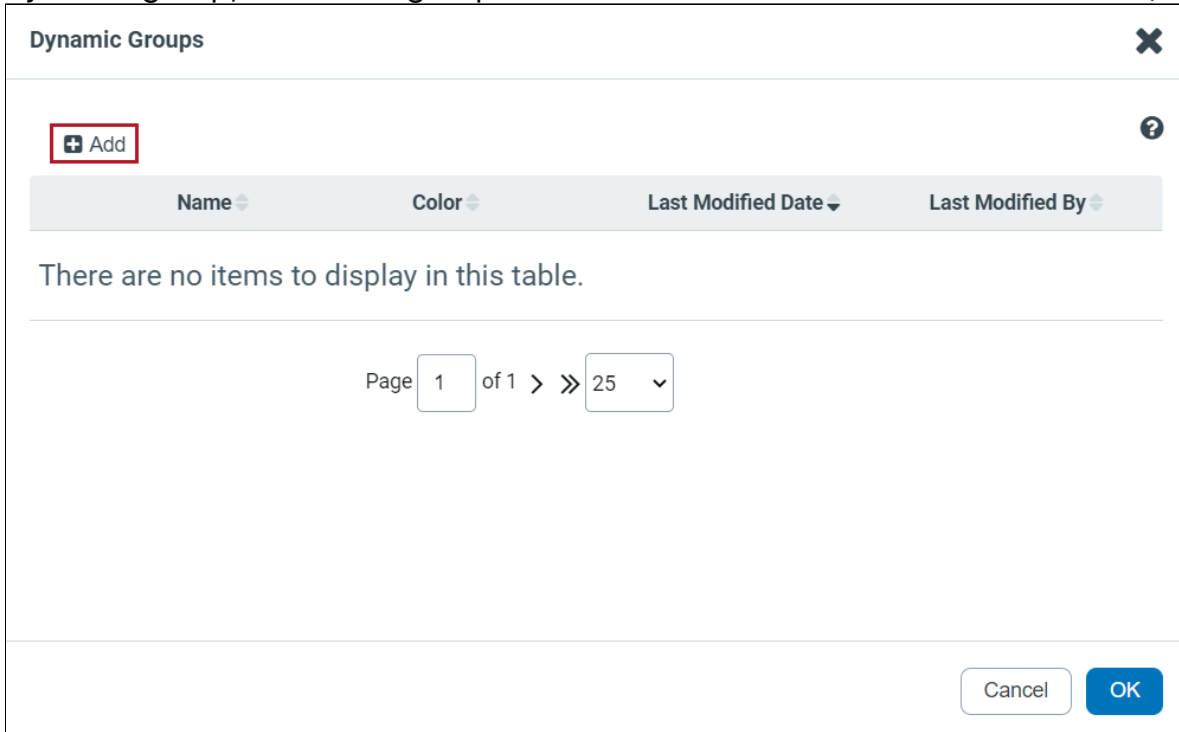 Dynamic Groups
Add
Name Color Last Modified Date Last Modified By
There are no items to display in this table.
Page 1 of 1 25
Cancel OK